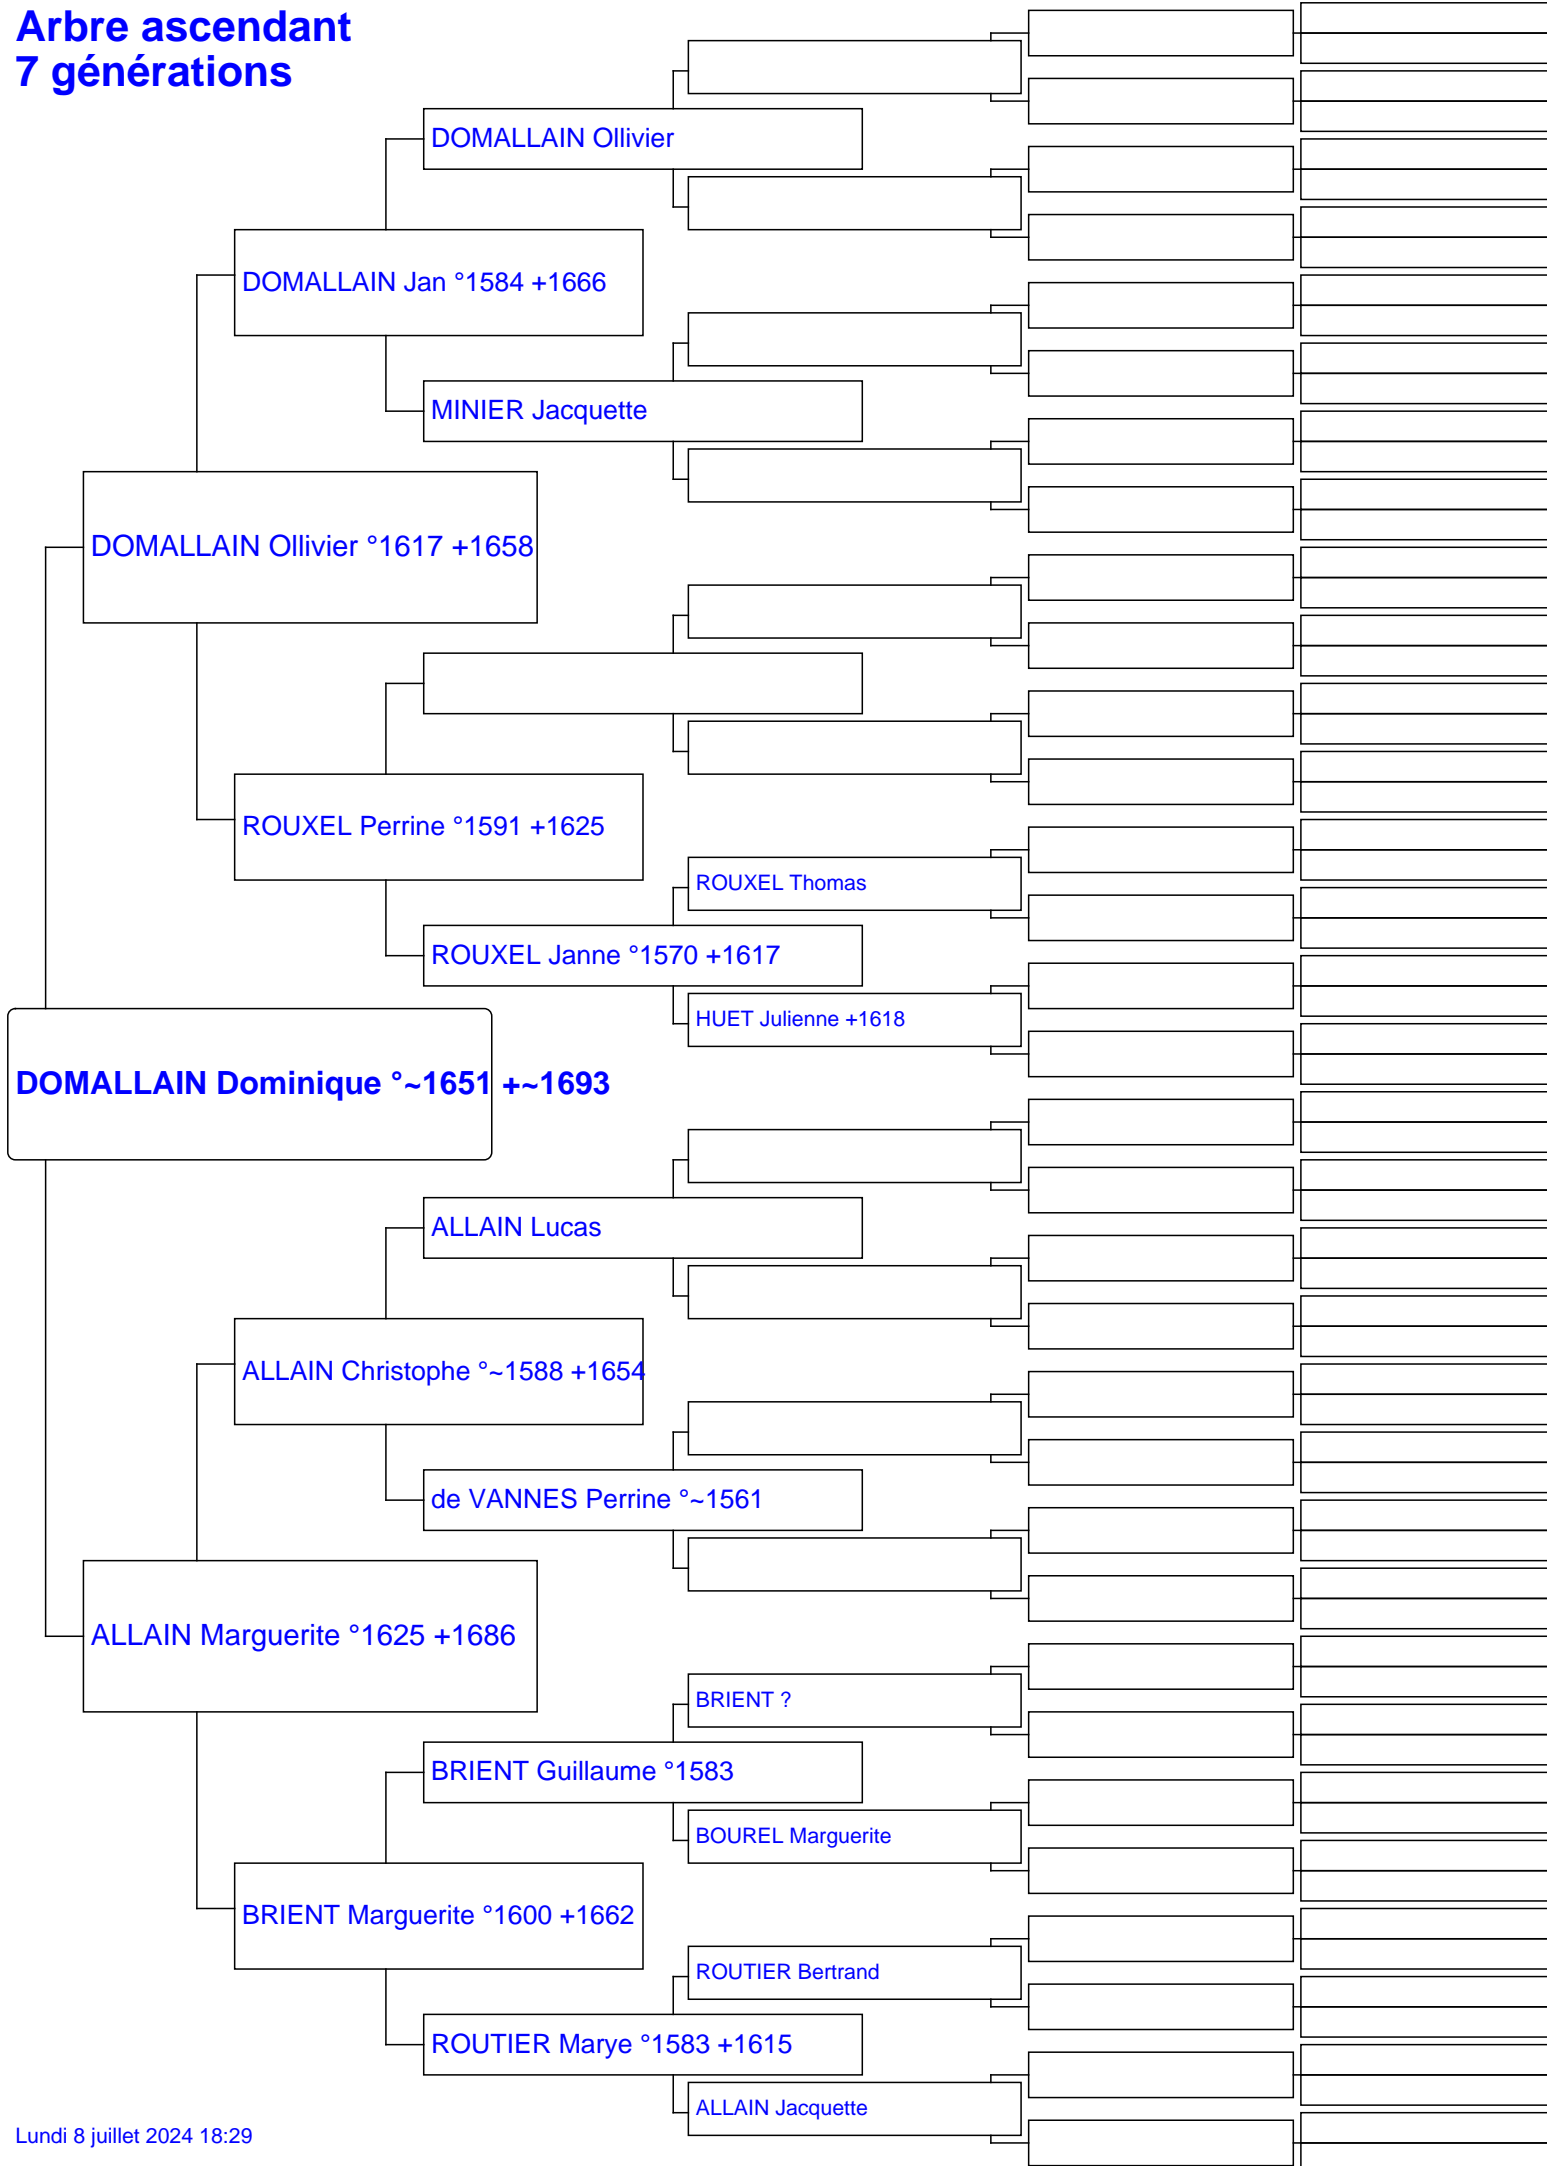 Arbre ascendant
7 générations
DOMALLAIN Ollivier
DOMALLAIN Jan °1584 +1666
MINIER Jacquette
DOMALLAIN Ollivier °1617 +1658
ROUXEL Perrine °1591 +1625
ROUXEL Thomas
ROUXEL Janne °1570 +1617
HUET Julienne +1618
DOMALLAIN Dominique °~1651 +~1693
ALLAIN Lucas
ALLAIN Christophe °~1588 +1654
de VANNES Perrine °~1561
ALLAIN Marguerite °1625 +1686
BRIENT ?
BRIENT Guillaume °1583
BOUREL Marguerite
BRIENT Marguerite °1600 +1662
ROUTIER Bertrand
ROUTIER Marye °1583 +1615
ALLAIN Jacquette
Lundi 8 juillet 2024 18:29